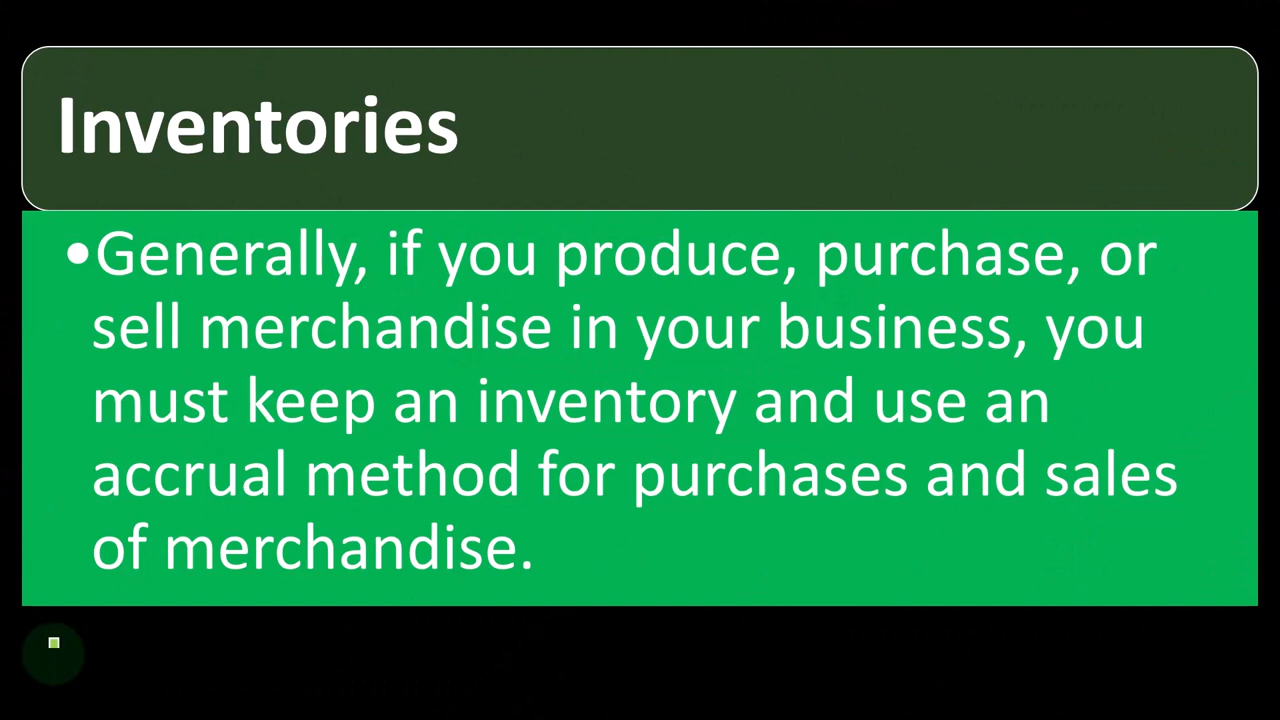 Inventories
•Generally, if you produce, purchase, or
sell merchandise in your business, you
must keep an inventory and use an
accrual method for purchases and sales
of merchandise.